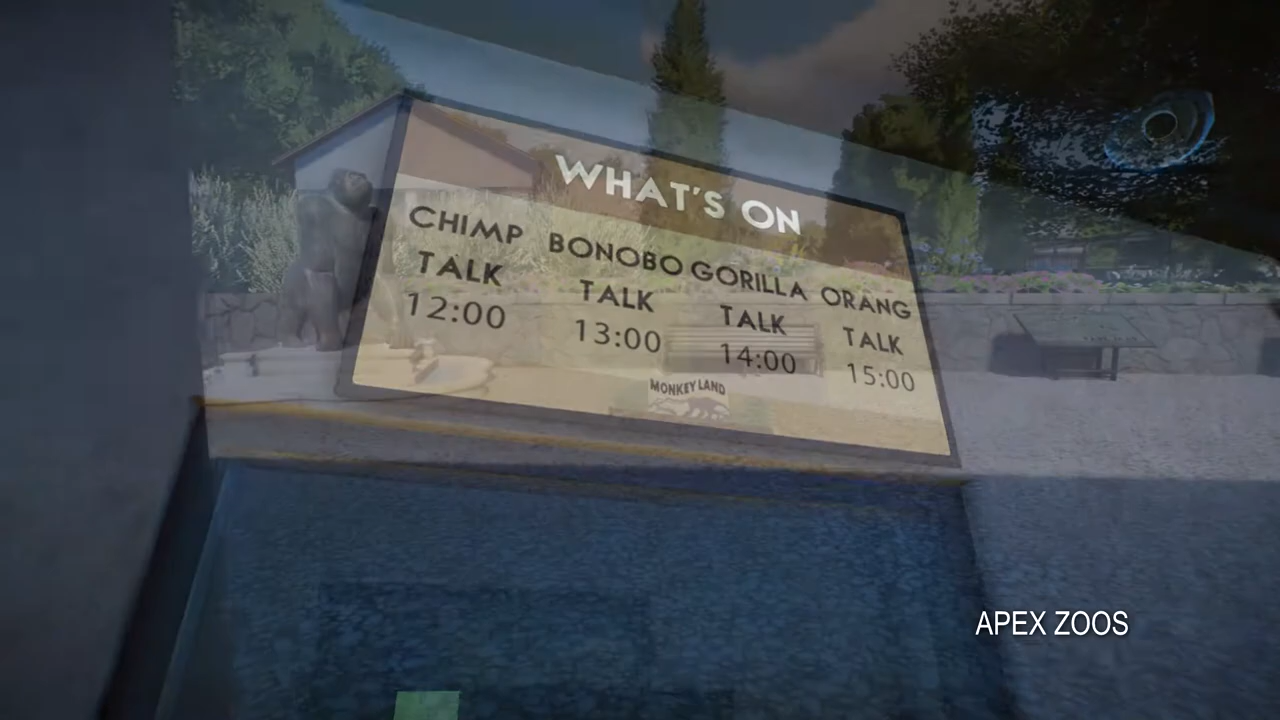 WHAT'S ON
CHIMP TALK 12:00
BONOBO TALK 13:00
GORILLA TALK 14:00
ORANG TALK 15:00
MONKEY LAND
APEX ZOOS